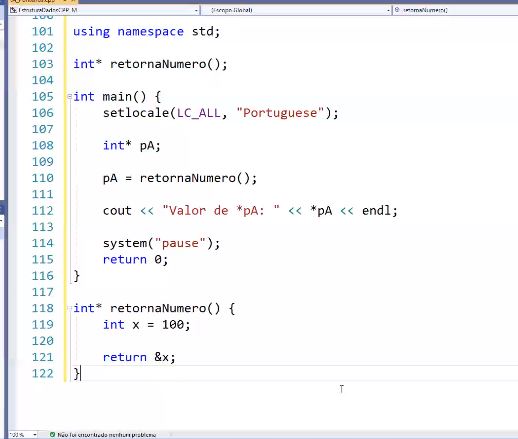 EstruturaDadosCPP_M
(Escopo Global)
retornaNumero()
100
101 using namespace std;
102
103 int* retornaNumero();
104
105 int main() {
106 setlocale(LC_ALL, "Portuguese");
107
108 int* pA;
109
110 pA = retornaNumero();
111
112 cout << "Valor de *pA: " << *pA << endl;
113
114 system("pause");
115 return 0;
116 }
117
118 int* retornaNumero() {
119 int x = 100;
120
121 return &x;
122 }
100 %
Não foi encontrado nenhum problema